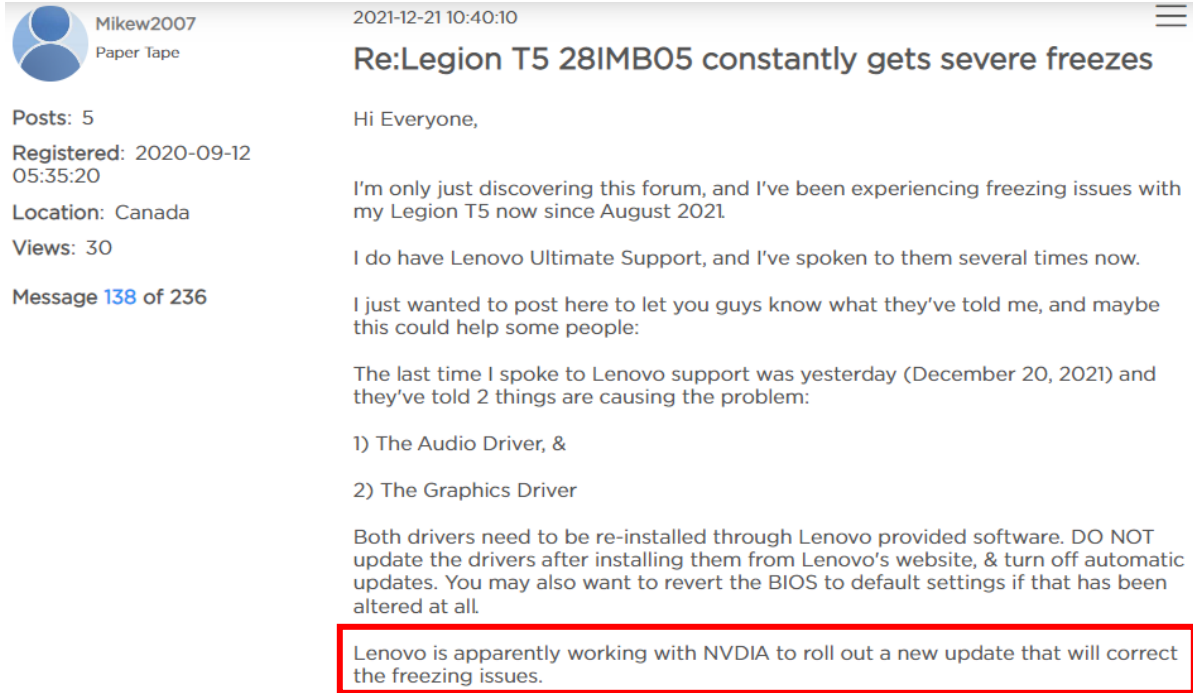 Mikew2007
Paper Tape
Posts: 5
Registered: 2020-09-12
05:35:20
Location: Canada
Views: 30
Message 138 of 236
2021-12-21 10:40:10
Re:Legion T5 28IMB05 constantly gets severe freezes
Hi Everyone,
I'm only just discovering this forum, and I've been experiencing freezing issues with
my Legion T5 now since August 2021.
I do have Lenovo Ultimate Support, and I've spoken to them several times now.
I just wanted to post here to let you guys know what they've told me, and maybe
this could help some people:
The last time I spoke to Lenovo support was yesterday (December 20, 2021) and
they've told 2 things are causing the problem:
1) The Audio Driver, &
2) The Graphics Driver
Both drivers need to be re-installed through Lenovo provided software. DO NOT
update the drivers after installing them from Lenovo's website, & turn off automatic
updates. You may also want to revert the BIOS to default settings if that has been
altered at all.
Lenovo is apparently working with NVDIA to roll out a new update that will correct
the freezing issues.